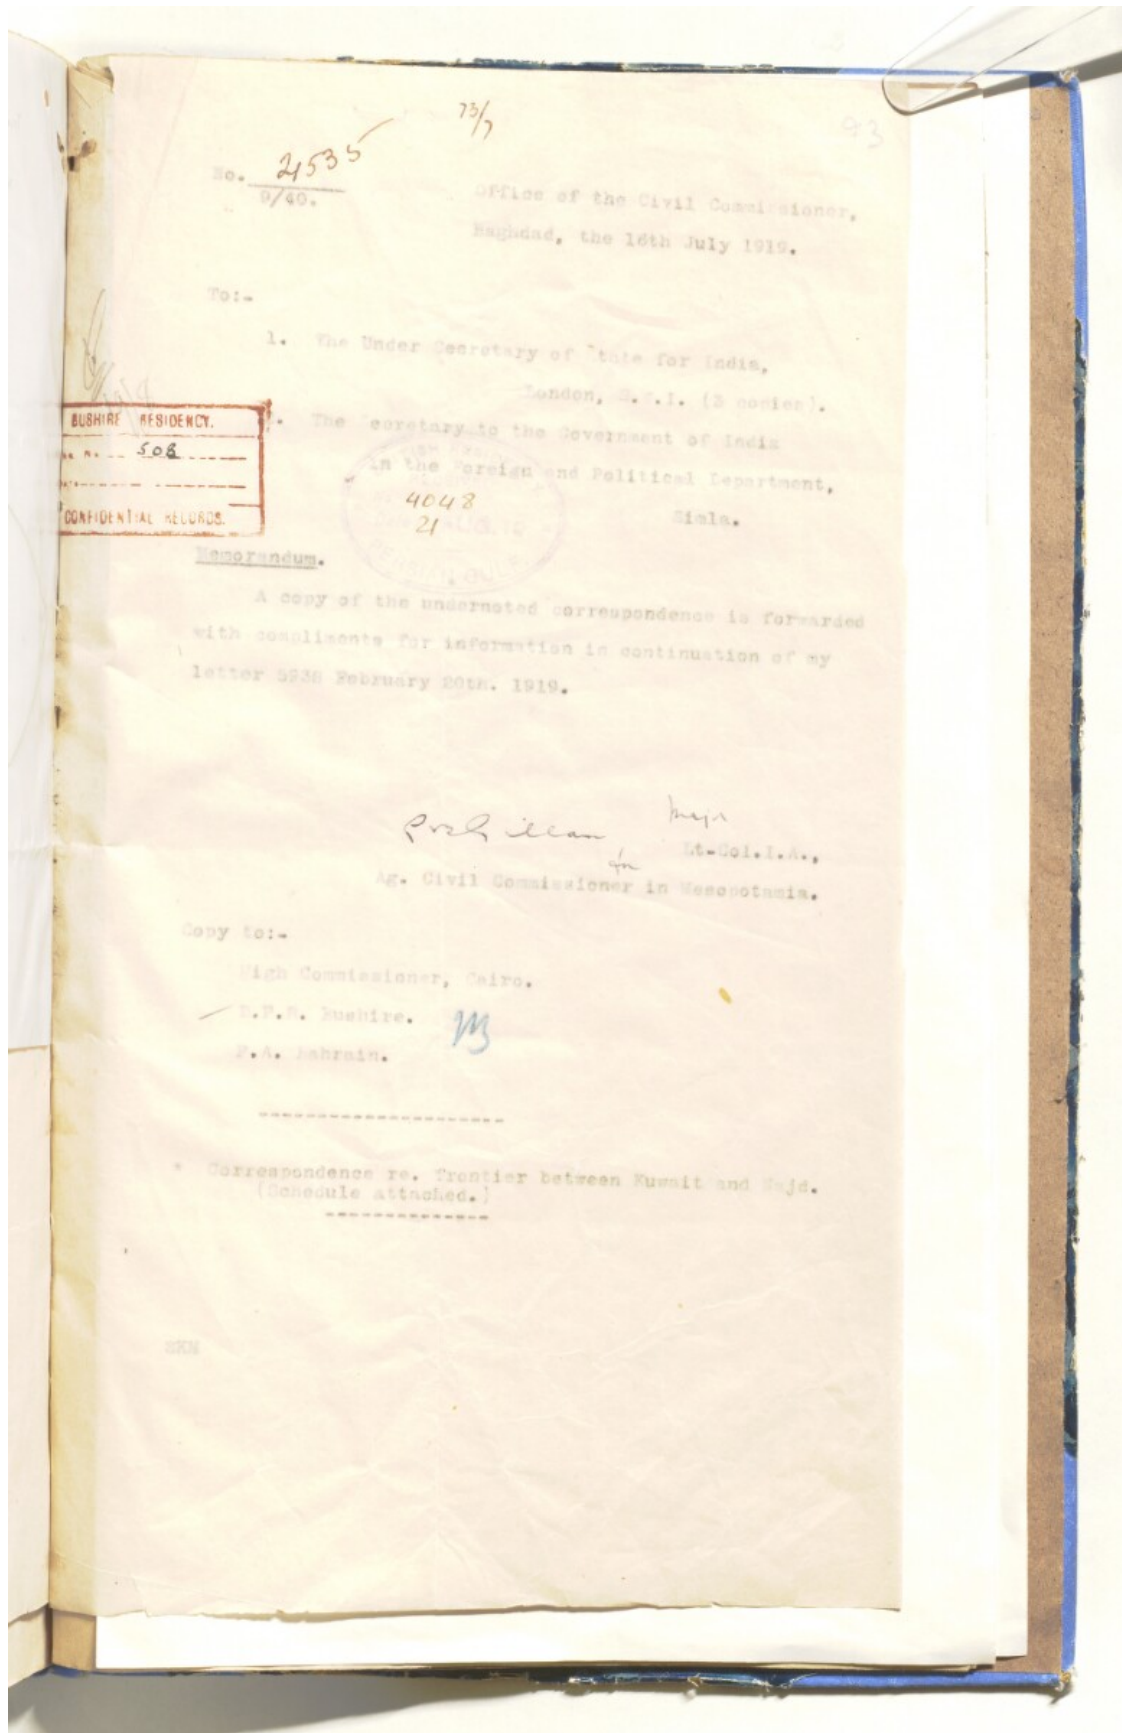 73/7
93
No. 2535
9/40.
Office of the Civil Commissioner,
Baghdad, the 16th July 1919.
To:-
1. The Under Secretary of State for India,
London, S.W.I. (3 copies).
The Secretary to the Government of India
in the Foreign and Political Department,
Simla.
BUSHIRE RESIDENCY.
508
CONFIDENTIAL RECORDS.
4048
21 AUG. 19
PERSIAN GULF
Memorandum.
A copy of the undernoted correspondence is forwarded
with compliments for information in continuation of my
letter 5938 February 20th. 1919.
Major
for Lt-Col.I.A.,
Ag. Civil Commissioner in Mesopotamia.
Copy to:-
High Commissioner, Cairo.
D.P.R. Bushire.
P.A. Bahrain.
* Correspondence re. frontier between Kuwait and Najd.
(Schedule attached.)